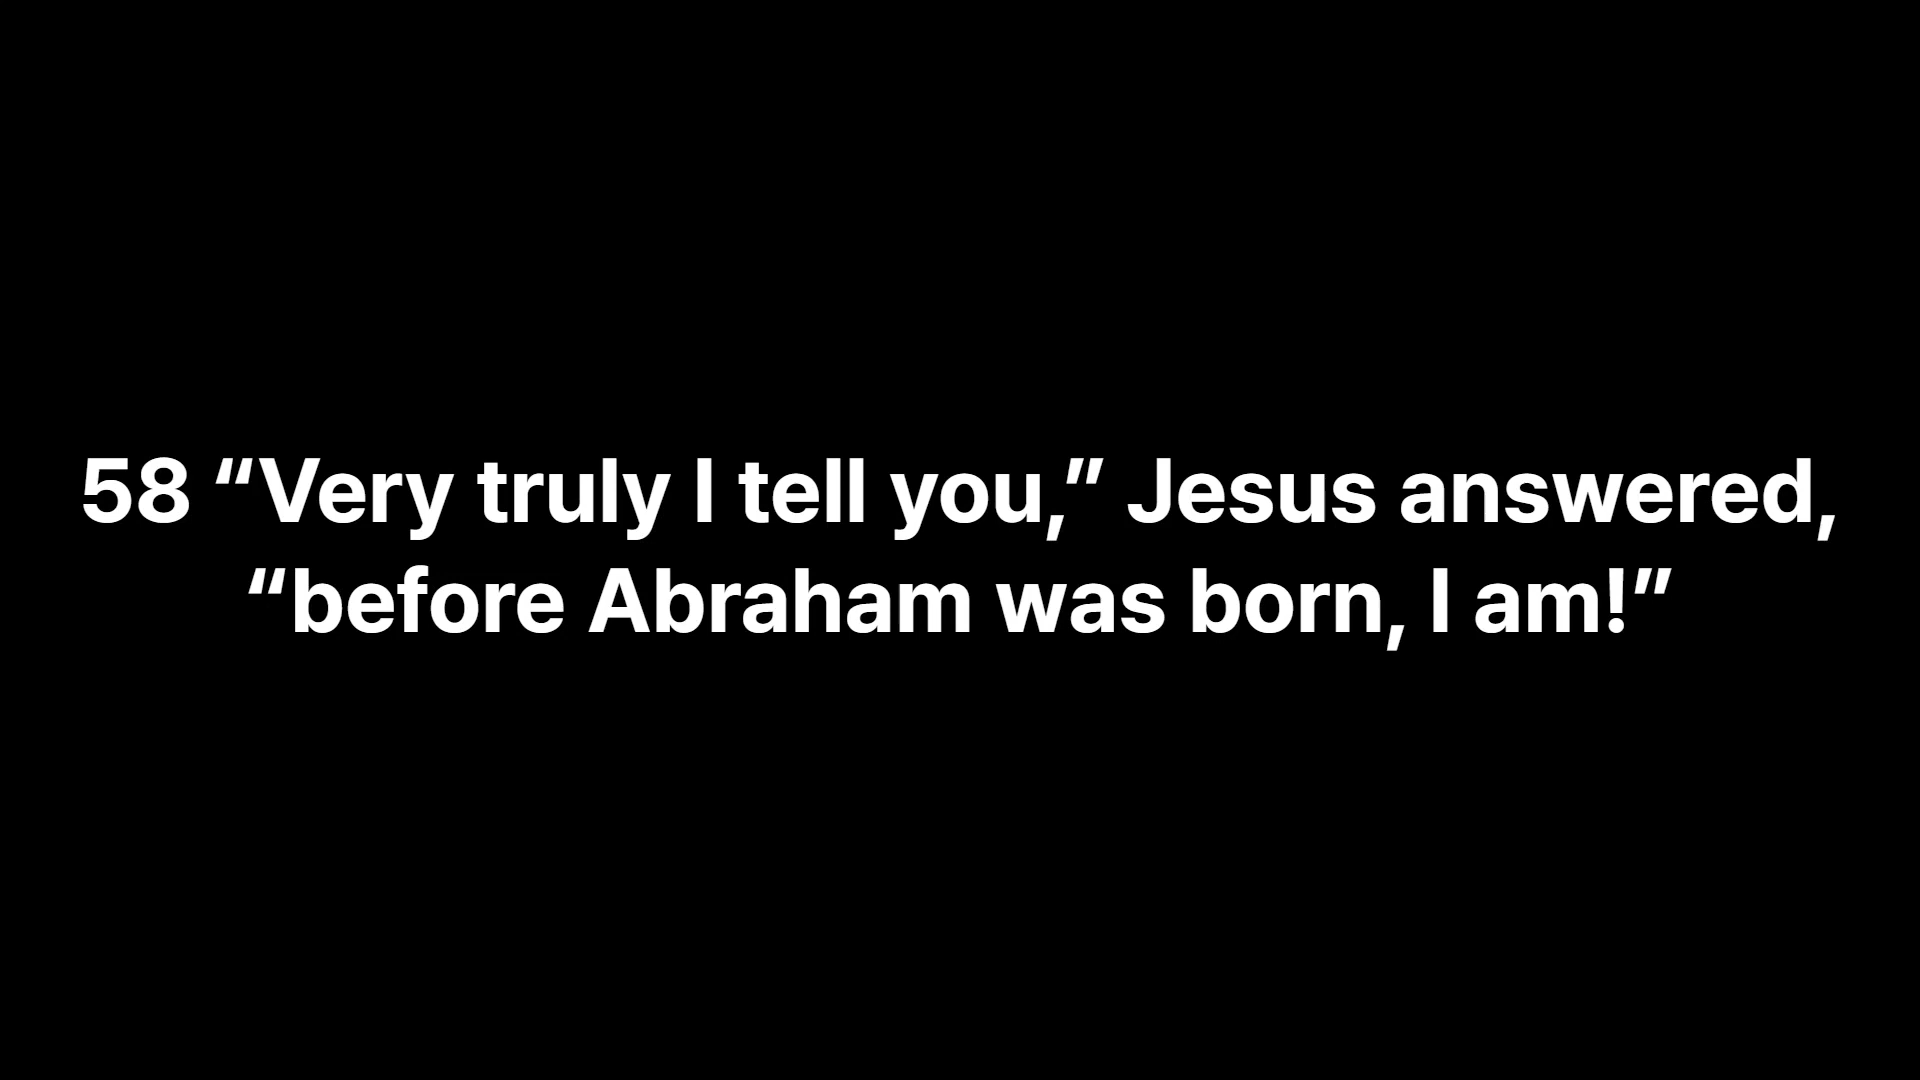 58 “Very truly I tell you,” Jesus answered,
“before Abraham was born, I am!”